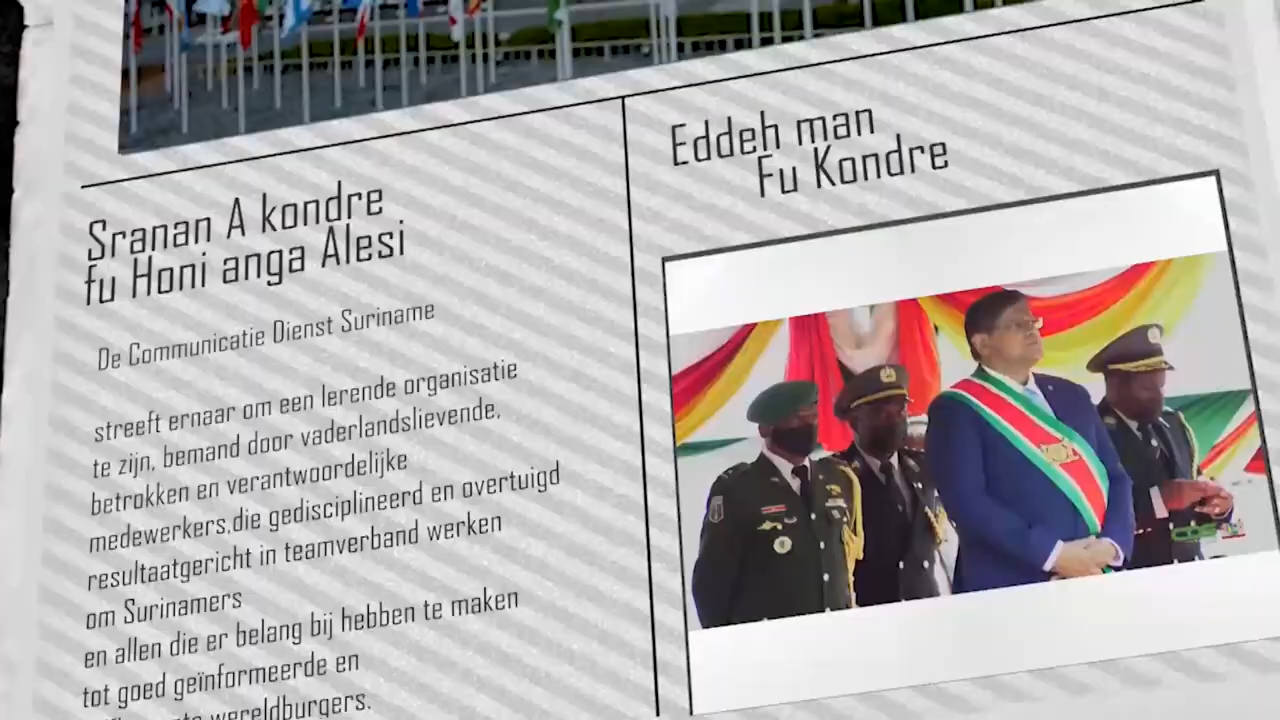 Sranan A kondre
fu Honi anga Alesi
De Communicatie Dienst Suriname
streeft ernaar om een lerende organisatie
te zijn, bemand door vaderlandslievende,
betrokken en verantwoordelijke
medewerkers,die gedisciplineerd en overtuigd
resultaatgericht in teamverband werken
om Surinamers
en allen die er belang bij hebben te maken
tot goed geïnformeerde en
wereldburgers.
Eddeh man
Fu Kondre